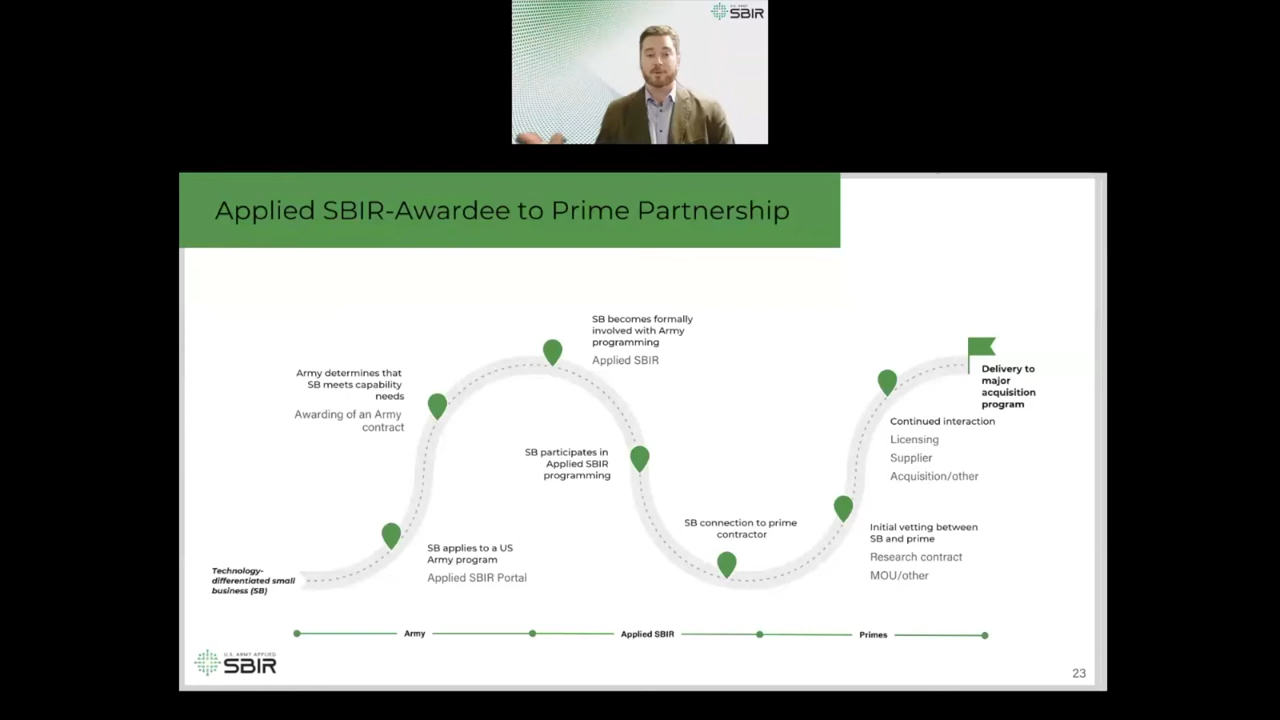 U.S. ARMY
SBIR
Applied SBIR-Awardee to Prime Partnership
SB becomes formally
involved with Army
programming
Applied SBIR
Army determines that
SB meets capability
needs
Awarding of an Army
contract
Delivery to
major
acquisition
program
Continued interaction
Licensing
Supplier
Acquisition/other
SB participates in
Applied SBIR
programming
SB connection to prime
contractor
Initial vetting between
SB and prime
Research contract
MOU/other
SB applies to a US
Army program
Applied SBIR Portal
Technology-
differentiated small
business (SB)
Army
Applied SBIR
Primes
U.S. ARMY APPLIED
SBIR
23